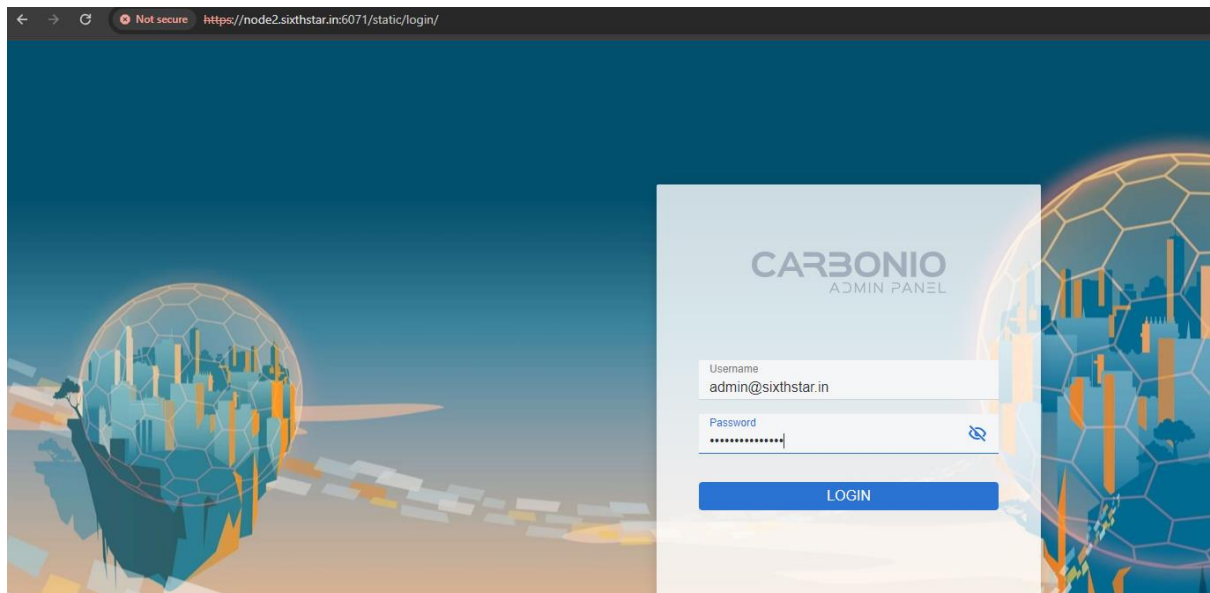 Not secure https://node2.sixthstar.in:6071/static/login/
CARBONIO
ADMIN PANEL
Username
admin@sixthstar.in
Password
•••••••••••••••
LOGIN